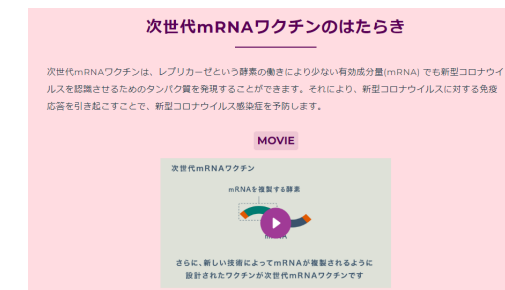 次世代mRNAワクチンのはたらき
次世代mRNAワクチンは、レプリカーゼという酵素の働きにより少ない有効成分量(mRNA) でも新型コロナウイ
ルスを認識させるためのタンパク質を発現することができます。それにより、新型コロナウイルスに対する免疫
応答を引き起こすことで、新型コロナウイルス感染症を予防します。
MOVIE
次世代mRNAワクチン
mRNAを複製する酵素
mRNA
さらに、新しい技術によってmRNAが複製されるように
設計されたワクチンが次世代mRNAワクチンです